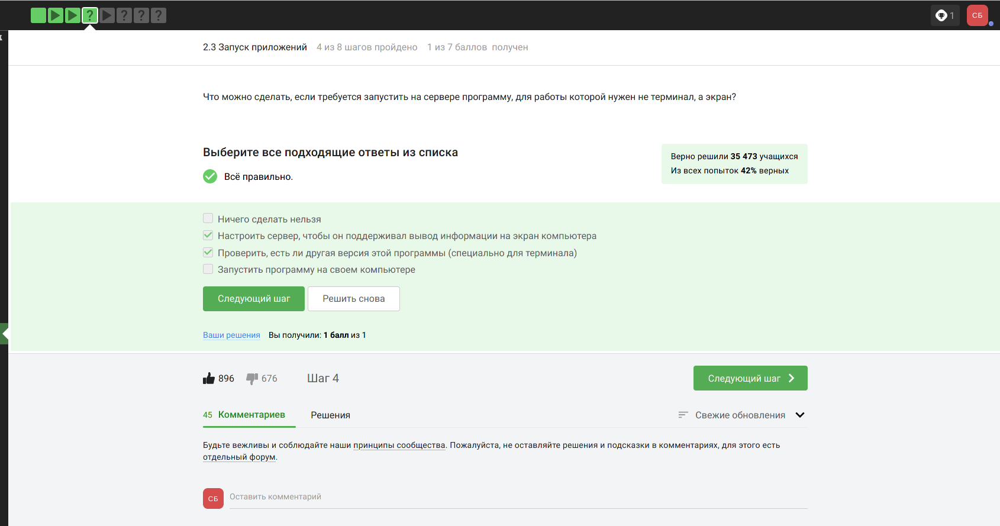 ? ? ? ?
1
СБ
2.3 Запуск приложений 4 из 8 шагов пройдено 1 из 7 баллов получен
Что можно сделать, если требуется запустить на сервере программу, для работы которой нужен не терминал, а экран?
Выберите все подходящие ответы из списка
Всё правильно.
Верно решили 35 473 учащихся
Из всех попыток 42% верных
Ничего сделать нельзя
Настроить сервер, чтобы он поддерживал вывод информации на экран компьютера
Проверить, есть ли другая версия этой программы (специально для терминала)
Запустить программу на своем компьютере
Следующий шаг Решить снова
Ваши решения Вы получили: 1 балл из 1
896 676 Шаг 4 Следующий шаг
45 Комментариев Решения Свежие обновления
Будьте вежливы и соблюдайте наши принципы сообщества. Пожалуйста, не оставляйте решения и подсказки в комментариях, для этого есть
отдельный форум.
СБ Оставить комментарий